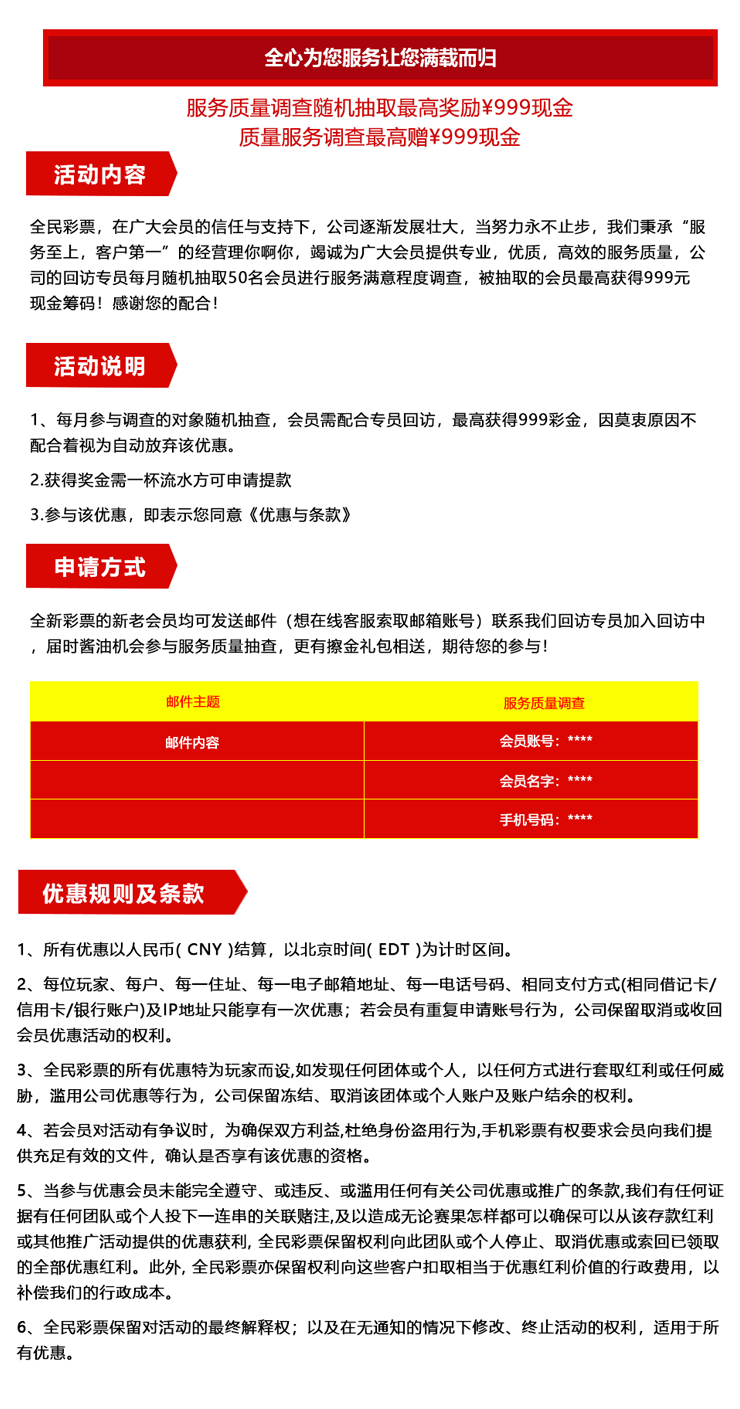 全心为您服务让您满载而归
服务质量调查随机抽取最高奖励¥999现金
质量服务调查最高赠¥999现金
活动内容
全民彩票，在广大会员的信任与支持下，公司逐渐发展壮大，当努力永不止步，我们秉承“服
务至上，客户第一”的经营理你啊你，竭诚为广大会员提供专业，优质，高效的服务质量，公
司的回访专员每月随机抽取50名会员进行服务满意程度调查，被抽取的会员最高获得999元
现金筹码！感谢您的配合！
活动说明
1、每月参与调查的对象随机抽查，会员需配合专员回访，最高获得999彩金，因莫衷原因不
配合着视为自动放弃该优惠。
2.获得奖金需一杯流水方可申请提款
3.参与该优惠，即表示您同意《优惠与条款》
申请方式
全新彩票的新老会员均可发送邮件（想在线客服索取邮箱账号）联系我们回访专员加入回访中
，届时酱油机会参与服务质量抽查，更有擦金礼包相送，期待您的参与！
邮件主题 服务质量调查
邮件内容 会员账号：****
会员名字：****
手机号码：****
优惠规则及条款
1、所有优惠以人民币( CNY )结算，以北京时间( EDT )为计时区间。
2、每位玩家、每户、每一住址、每一电子邮箱地址、每一电话号码、相同支付方式(相同借记卡/
信用卡/银行账户)及IP地址只能享有一次优惠；若会员有重复申请账号行为，公司保留取消或收回
会员优惠活动的权利。
3、全民彩票的所有优惠特为玩家而设,如发现任何团体或个人，以任何方式进行套取红利或任何威
胁，滥用公司优惠等行为，公司保留冻结、取消该团体或个人账户及账户结余的权利。
4、若会员对活动有争议时，为确保双方利益,杜绝身份盗用行为,手机彩票有权要求会员向我们提
供充足有效的文件，确认是否享有该优惠的资格。
5、当参与优惠会员未能完全遵守、或违反、或滥用任何有关公司优惠或推广的条款,我们有任何证
据有任何团队或个人投下一连串的关联赌注,及以造成无论赛果怎样都可以确保可以从该存款红利
或其他推广活动提供的优惠获利, 全民彩票保留权利向此团队或个人停止、取消优惠或索回已领取
的全部优惠红利。此外, 全民彩票亦保留权利向这些客户扣取相当于优惠红利价值的行政费用，以
补偿我们的行政成本。
6、全民彩票保留对活动的最终解释权；以及在无通知的情况下修改、终止活动的权利，适用于所
有优惠。